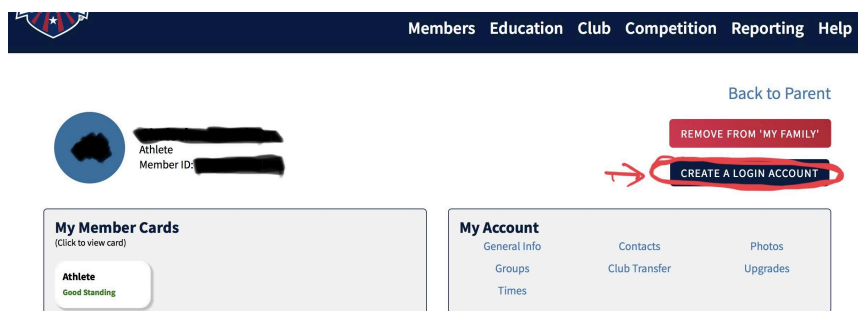 Members Education Club Competition Reporting Help
Back to Parent
REMOVE FROM 'MY FAMILY'
Athlete
Member ID:
CREATE A LOGIN ACCOUNT
My Member Cards
(Click to view card)
Athlete
Good Standing
My Account
General Info Contacts Photos
Groups Club Transfer Upgrades
Times